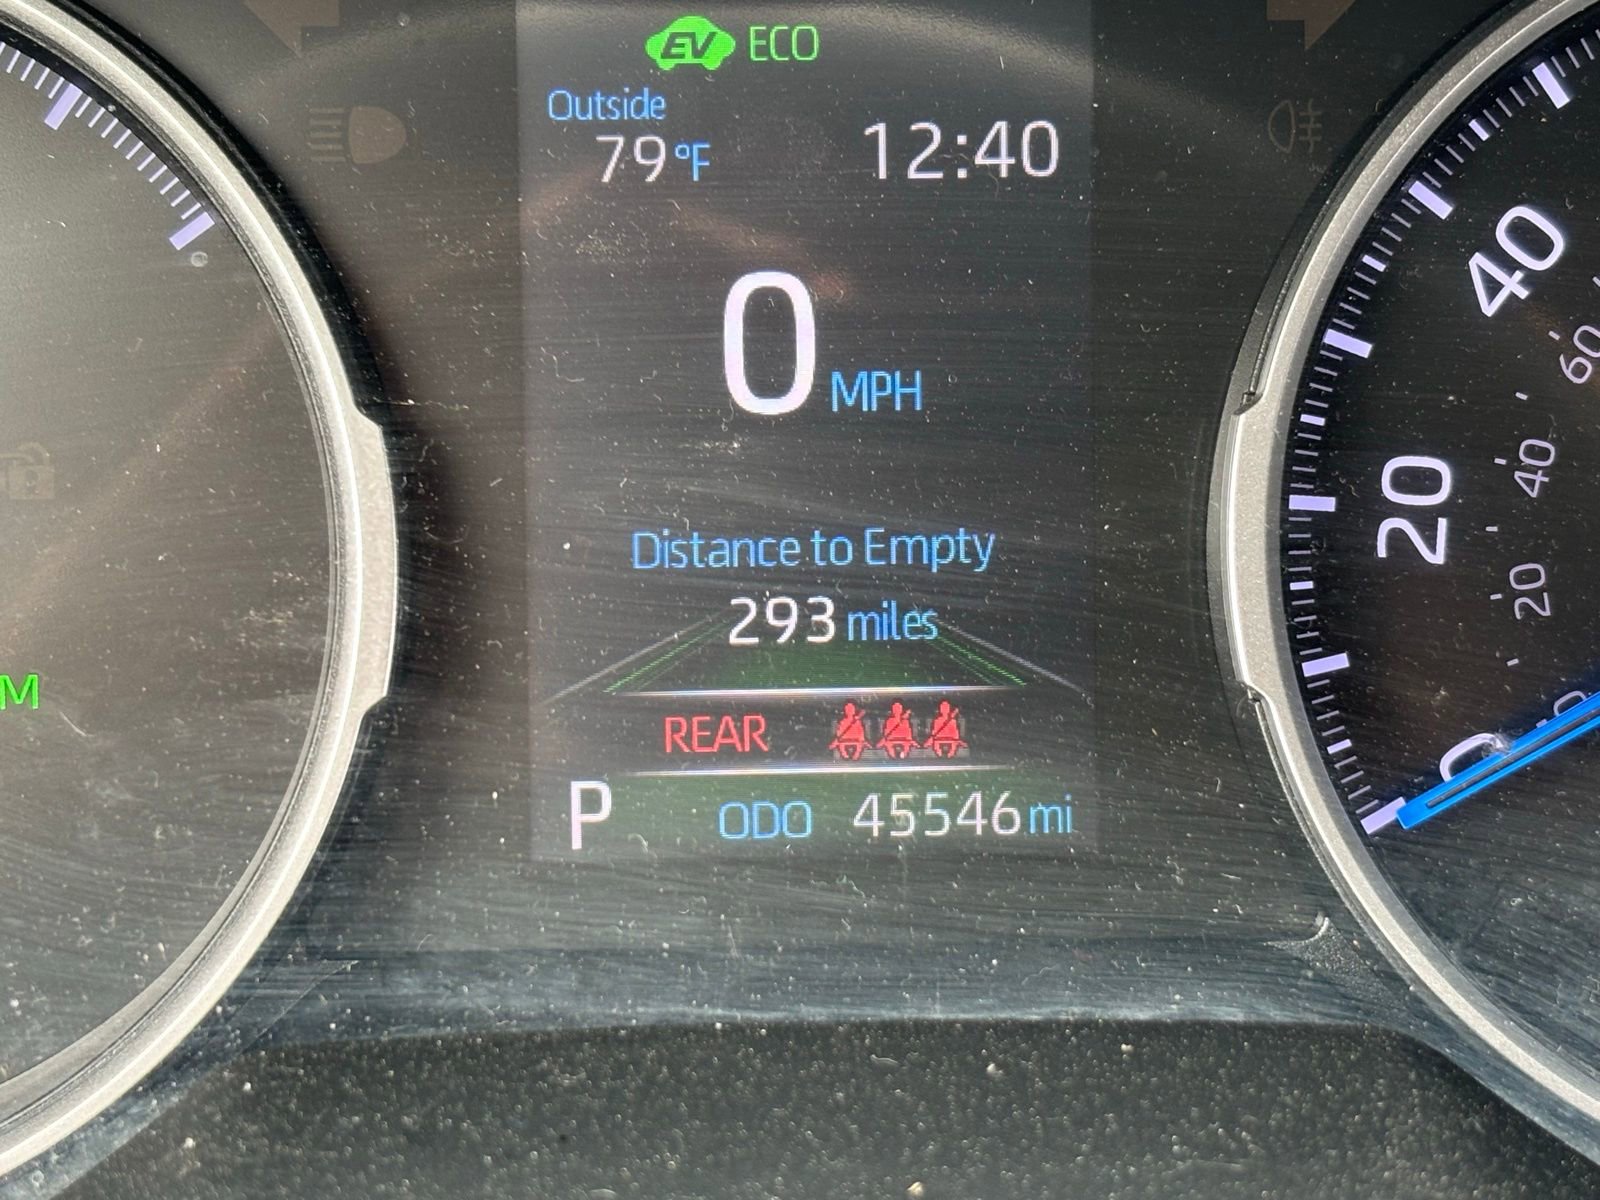 EV ECO
Outside
79 °F 12:40
0 MPH
Distance to Empty
293 miles
REAR
P ODO 45546 mi
M
40
20
0
60
40
20